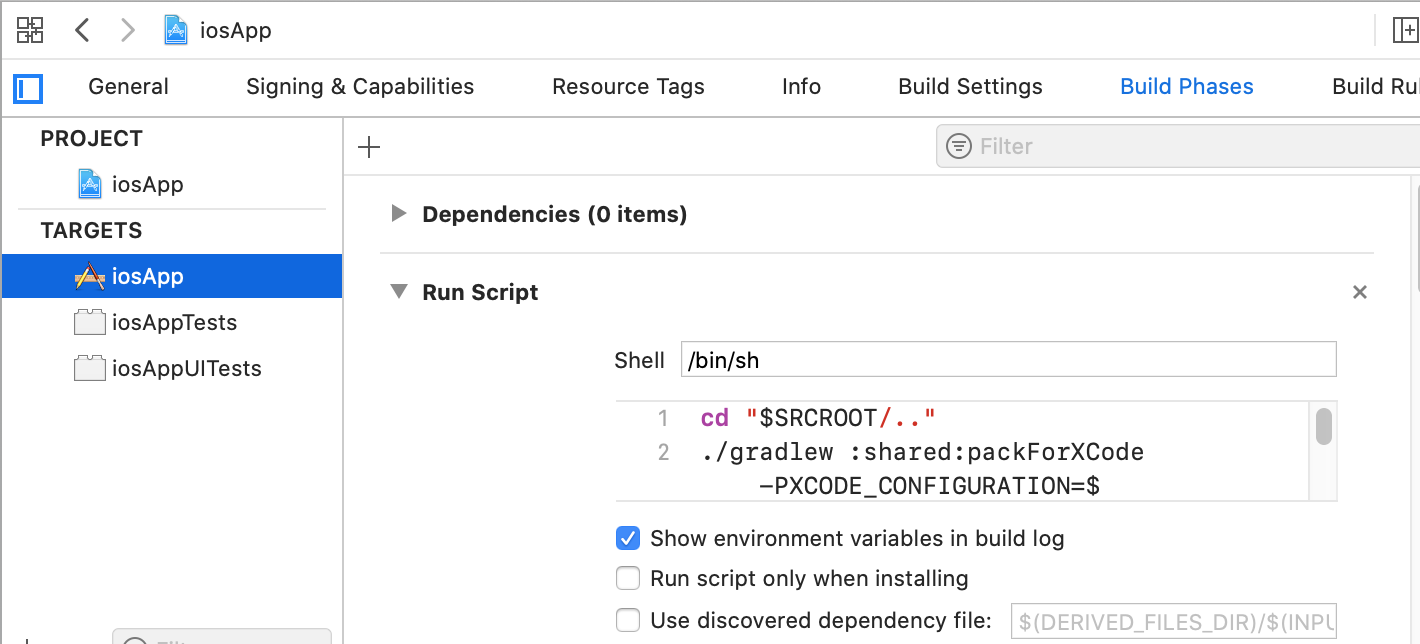 iosApp
General Signing & Capabilities Resource Tags Info Build Settings Build Phases Build Ru
PROJECT
iosApp
TARGETS
iosApp
iosAppTests
iosAppUITests
Filter
Dependencies (0 items)
Run Script
Shell /bin/sh
1 cd "$SRCROOT/.."
2 ./gradlew :shared:packForXCode
-PXCODE_CONFIGURATION=$
Show environment variables in build log
Run script only when installing
Use discovered dependency file: $(DERIVED_FILES_DIR)/$(INPU